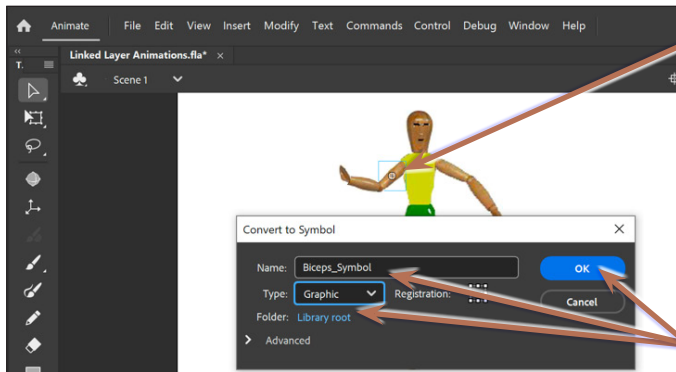 Animate File Edit View Insert Modify Text Commands Control Debug Window Help
Linked Layer Animations.fla* ×
T.
Scene 1
Convert to Symbol
Name: Biceps_Symbol OK
Type: Graphic Registration: Cancel
Folder: Library root
Advanced